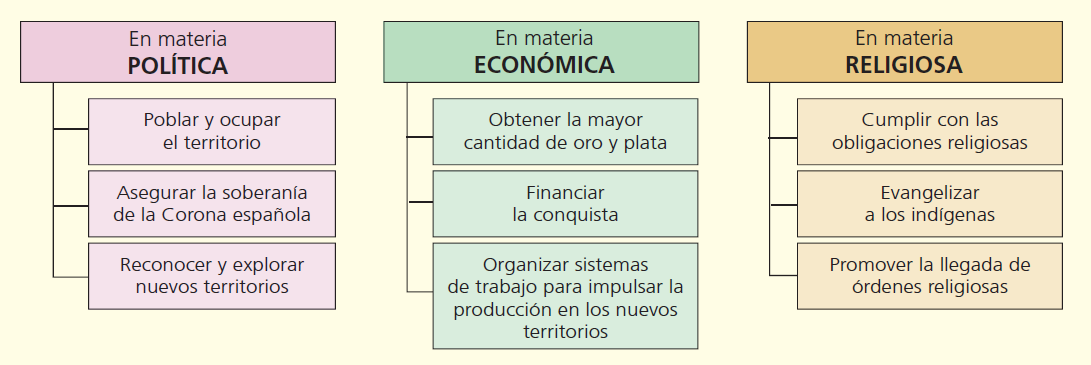 En materia
POLÍTICA
Poblar y ocupar
el territorio
Asegurar la soberanía
de la Corona española
Reconocer y explorar
nuevos territorios
En materia
ECONÓMICA
Obtener la mayor
cantidad de oro y plata
Financiar
la conquista
Organizar sistemas
de trabajo para impulsar la
producción en los nuevos
territorios
En materia
RELIGIOSA
Cumplir con las
obligaciones religiosas
Evangelizar
a los indígenas
Promover la llegada de
órdenes religiosas